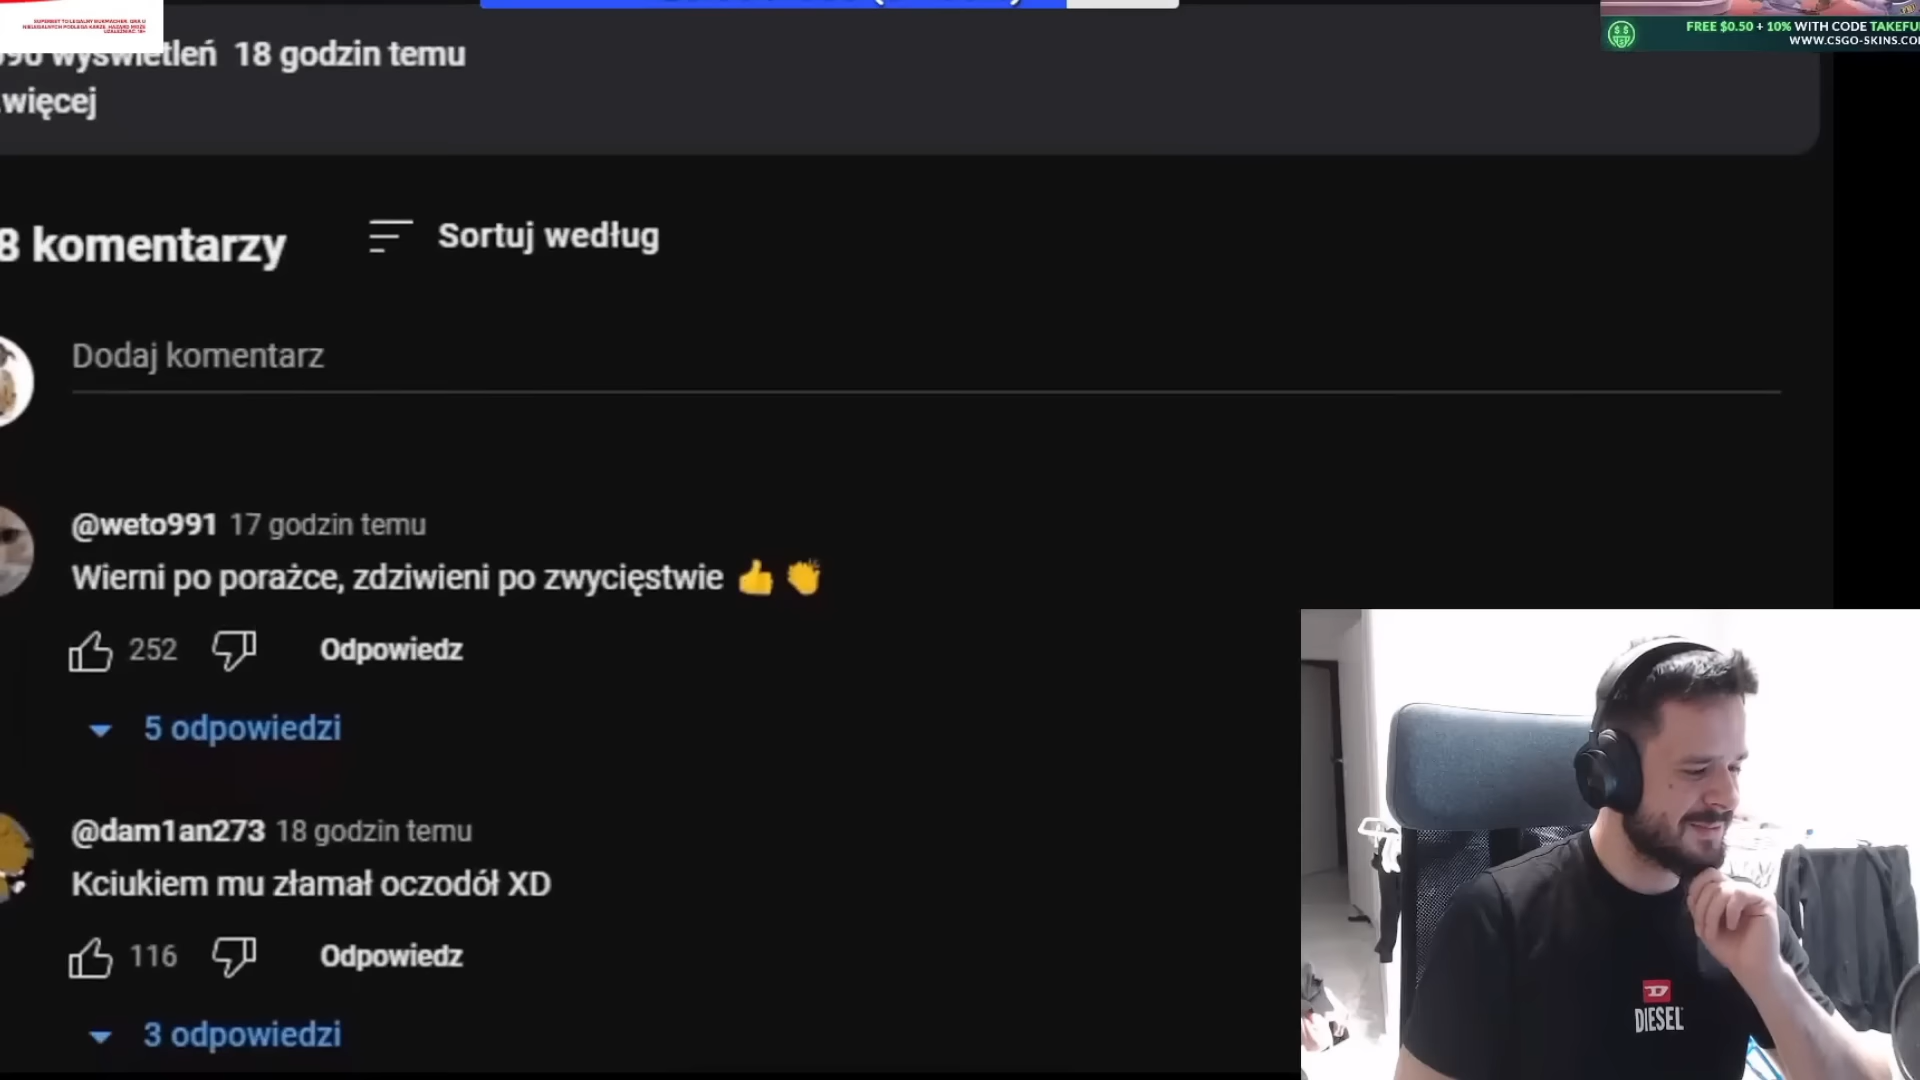 FREE $0.50 + 10% WITH CODE
WWW.CSGO-SKINS.CO
wyświetleń 18 godzin temu
więcej
8 komentarzy
Sortuj według
Dodaj komentarz
@weto991 17 godzin temu
Wierni po porażce, zdziwieni po zwycięstwie 👍 👏
252 Odpowiedz
5 odpowiedzi
@dam1an273 18 godzin temu
Kciukiem mu złamał oczodół XD
116 Odpowiedz
3 odpowiedzi
DIESEL